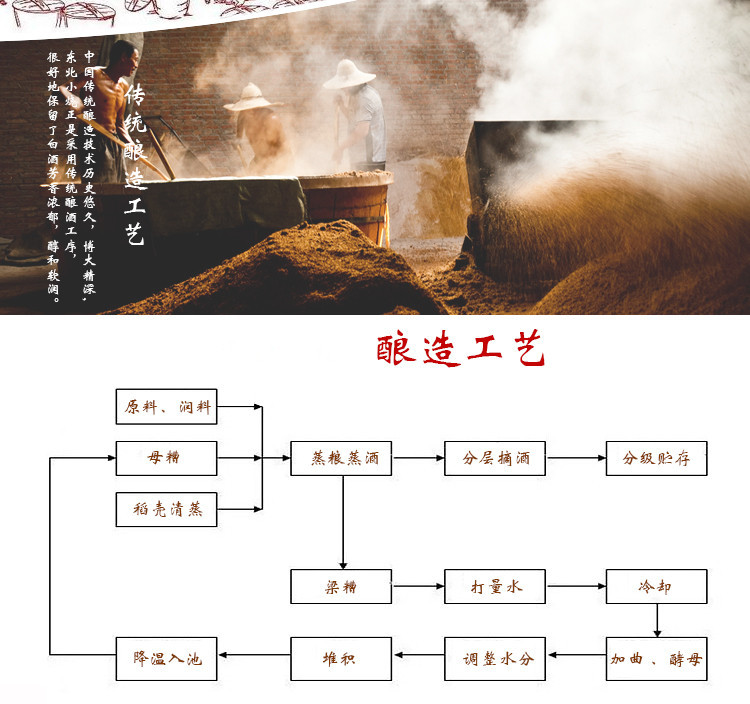 中国传统酿造技术历史悠久，博大精深，
东北小烧正是采用传统酿酒工序，
很好地保留了白酒芳香浓郁，醇和软润。
传统酿造工艺
酿造工艺
原料、润料
母糟
蒸粮蒸酒
分层摘酒
分级贮存
稻壳清蒸
梁糟
打量水
冷却
降温入池
堆积
调整水分
加曲、酵母